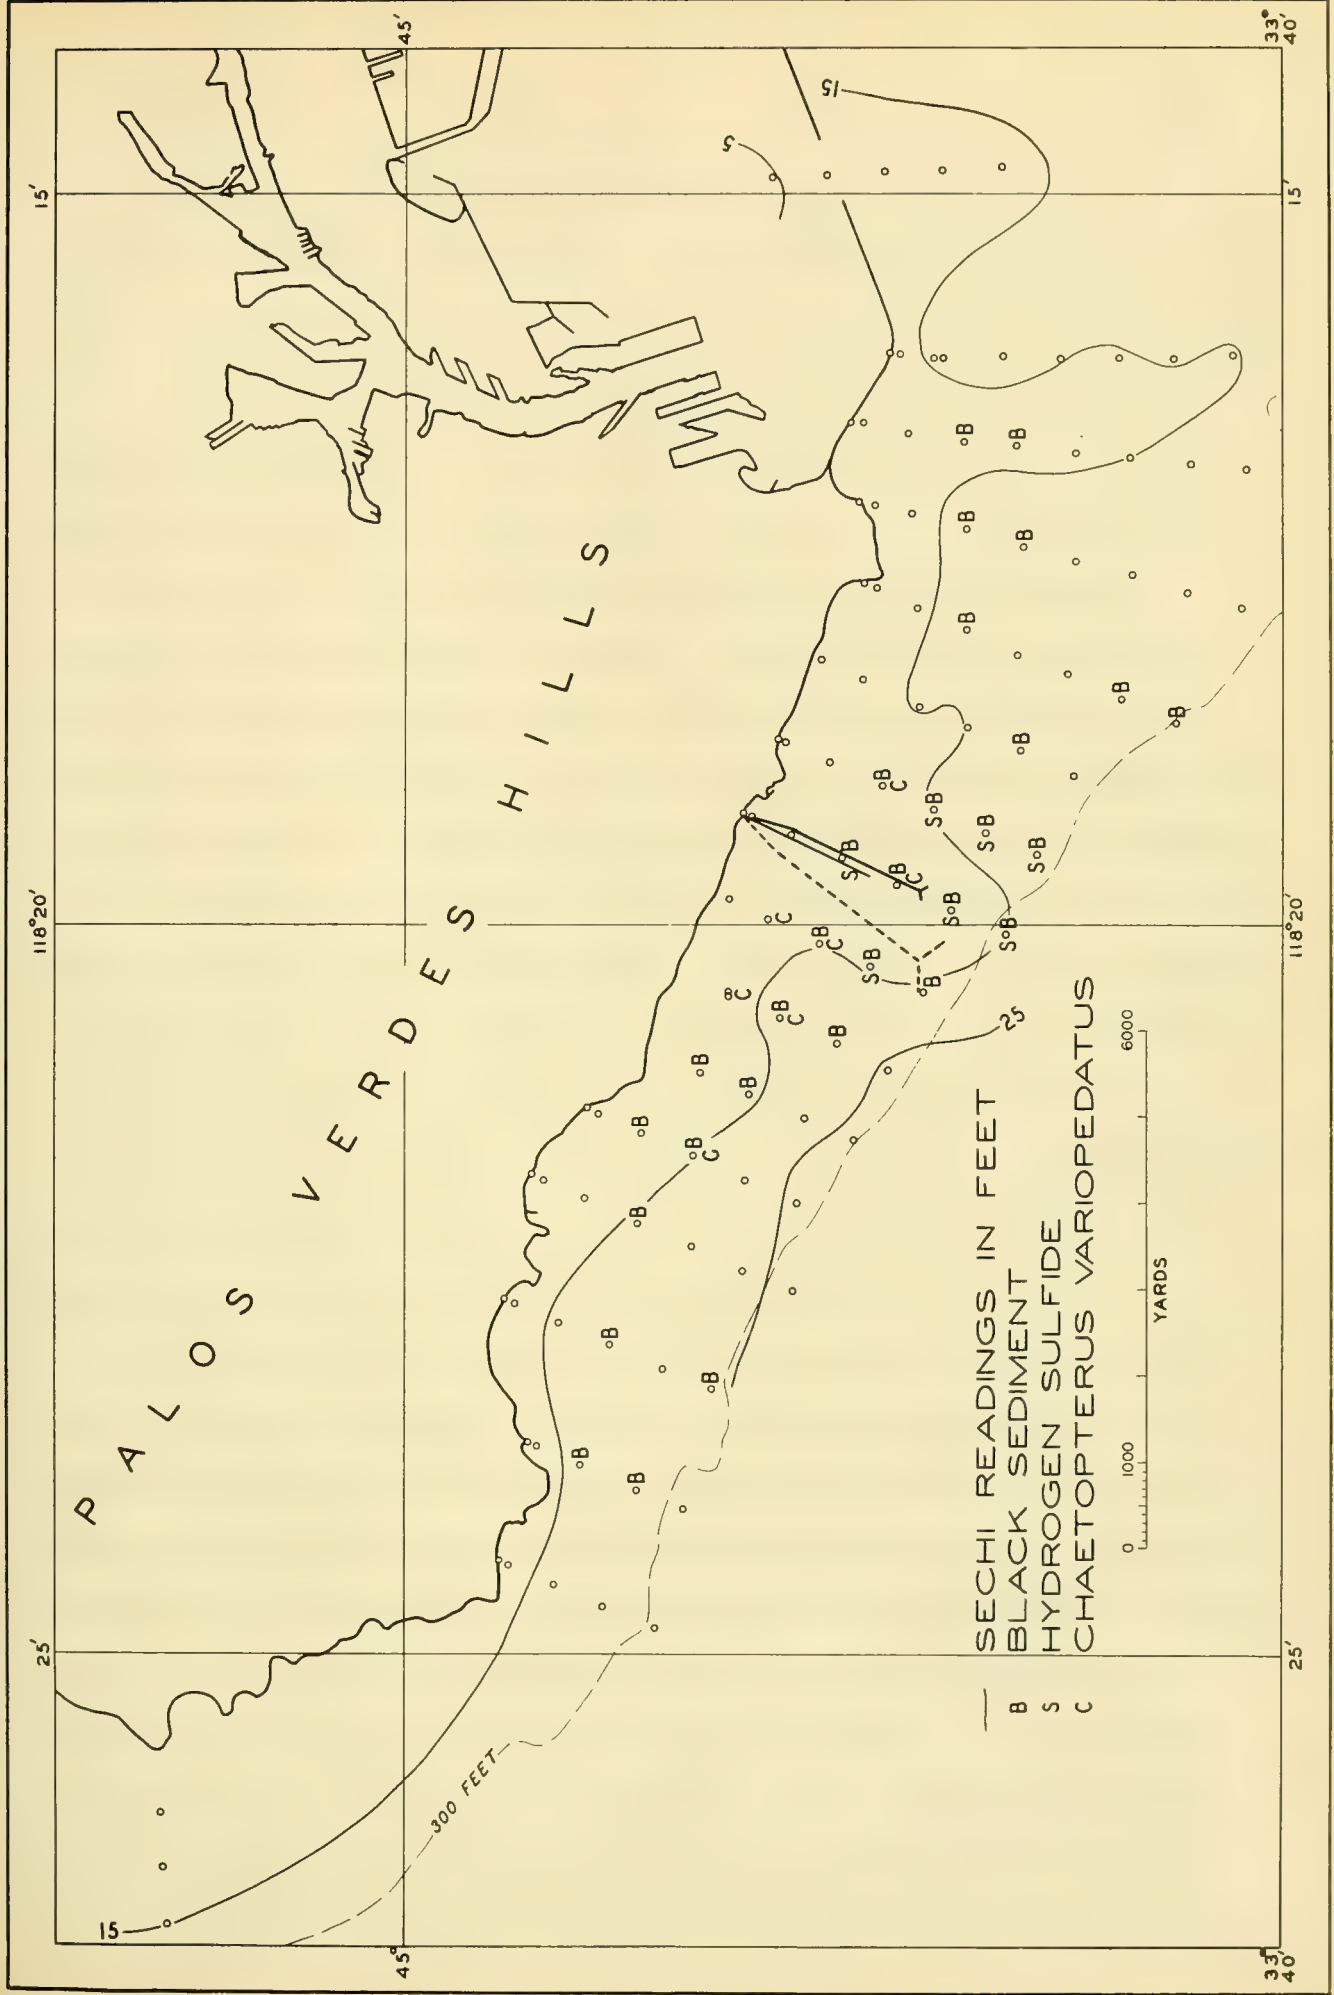 25'
118°20'
15'
45'
45'
PALOS VERDES HILLS
15
300 FEET
5
15
25
B
B
B
B
B
B
C
B
B
B
C
C
B
C
B
C
B
B
S
S B
B
C
B
C
B
S B
S B
B
B
B
S B
S B
B
B
B
S B
B
B
SECHI READINGS IN FEET
B BLACK SEDIMENT
S HYDROGEN SULFIDE
C CHAETOPTERUS VARIOPEDATUS
0 1000 6000
YARDS
33° 40'
25'
118°20'
15'
33° 40'